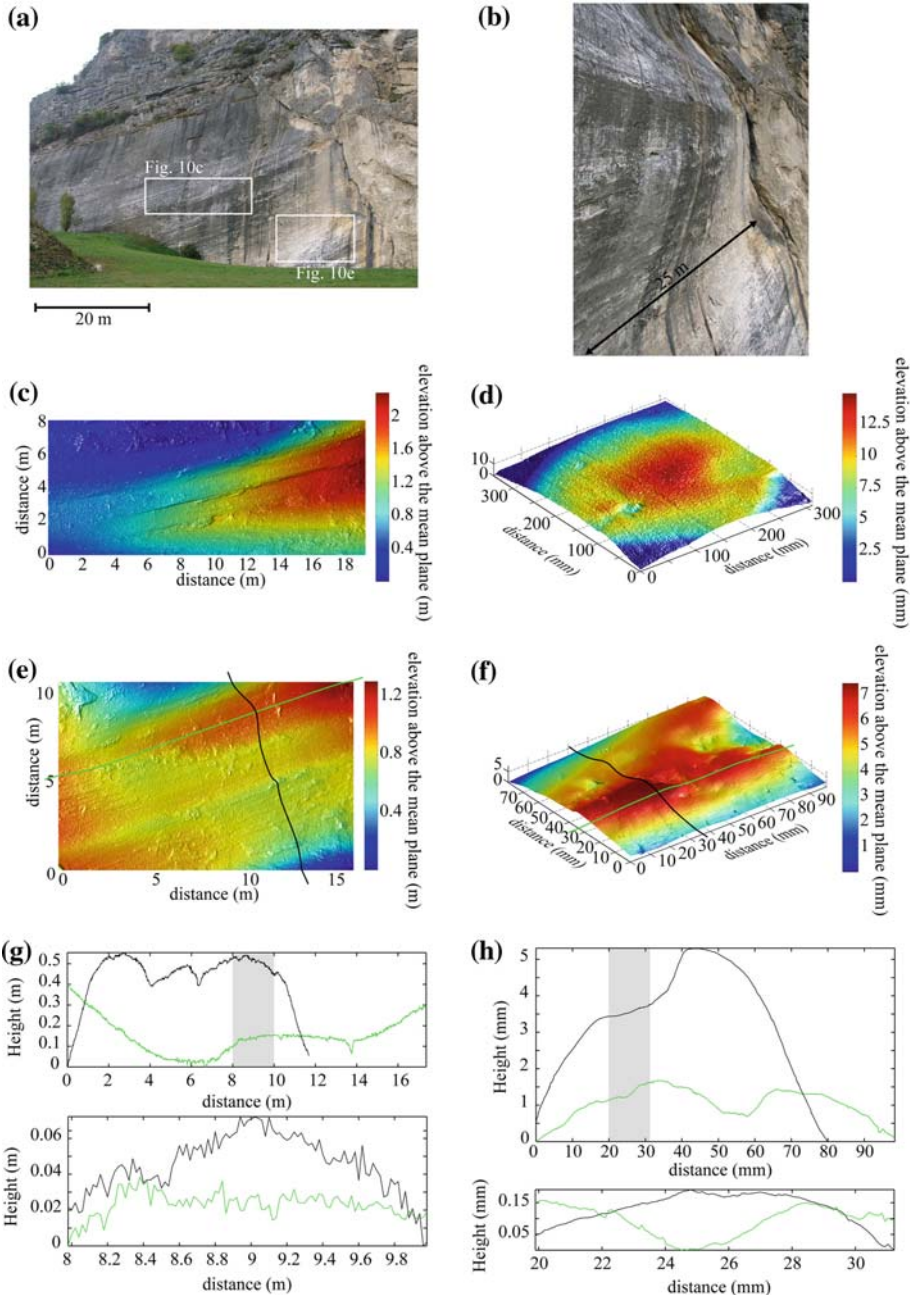 (a)
(b)
Fig. 10c
Fig. 10e
20 m
25 m
(c)
8
6
4
2
0
0 2 4 6 8 10 12 14 16 18
distance (m)
distance (m)
2
1.6
1.2
0.8
0.4
elevation above the mean plane (m)
(d)
10
0
300
200
100
0
0
100
200
300
distance (mm)
distance (mm)
12.5
10
7.5
5
2.5
elevation above the mean plane (mm)
(e)
10
5
0
0 5 10 15
distance (m)
distance (m)
1.2
0.8
0.4
elevation above the mean plane (m)
(f)
5
0
70
60
50
40
30
20
10
0
0 10 20 30 40 50 60 70 80 90
distance (mm)
distance (mm)
7
6
5
4
3
2
1
elevation above the mean plane (mm)
(g)
0.5
0.4
0.3
0.2
0.1
0
0 2 4 6 8 10 12 14 16
Height (m)
distance (m)
0.06
0.04
0.02
0
8 8.2 8.4 8.6 8.8 9 9.2 9.4 9.6 9.8
Height (m)
distance (m)
(h)
5
4
3
2
1
0
0 10 20 30 40 50 60 70 80 90
Height (mm)
distance (mm)
0.15
0.05
20 22 24 26 28 30
Height (mm)
distance (mm)